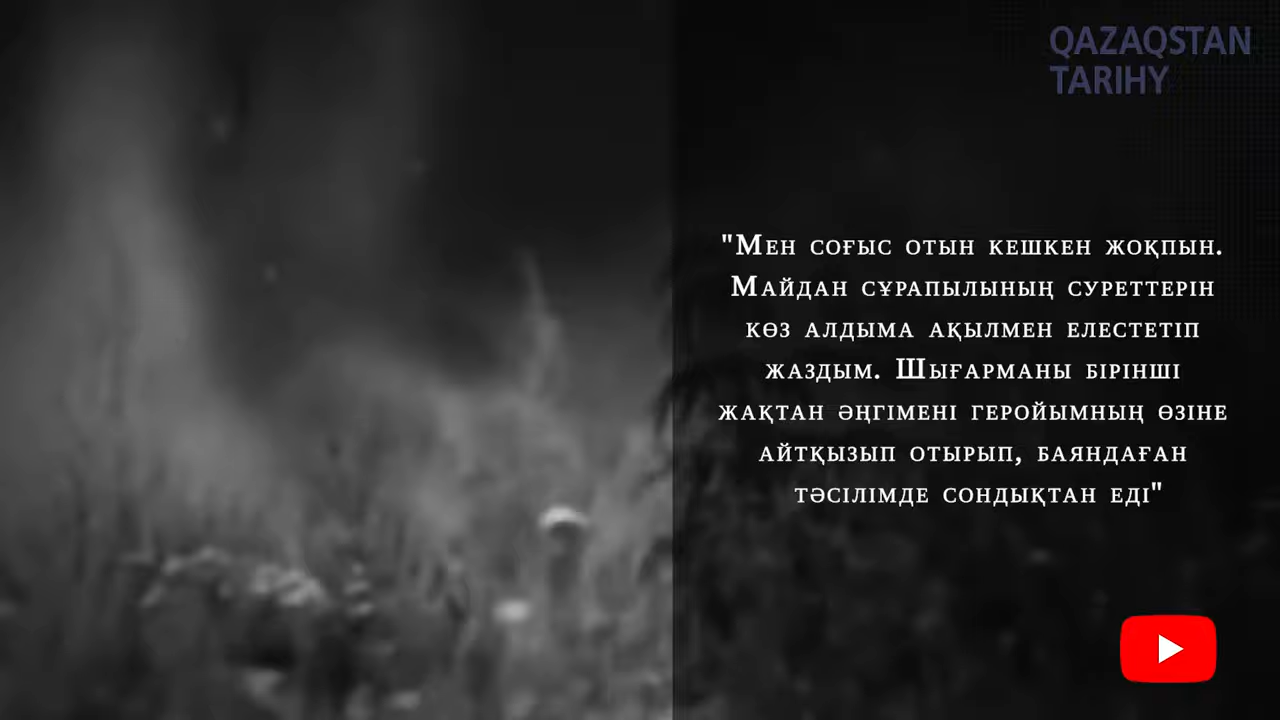 QAZAQSTAN
TARIHY
"Мен соғыс отын кешкен жоқпын.
Майдан сұрапылының суреттерін
көз алдыма ақылмен елестетіп
жаздым. Шығарманы бірінші
жақтан әңгімені геройымның өзіне
айтқызып отырып, баяндаған
тәсілімде сондықтан еді"